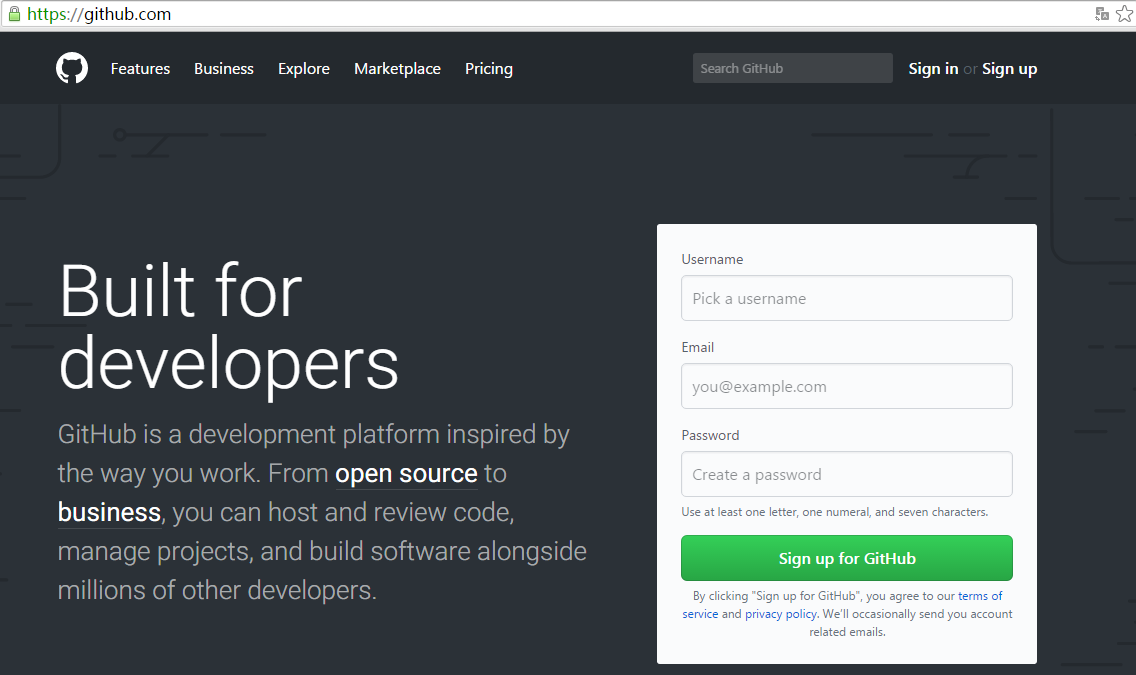 https://github.com
Features Business Explore Marketplace Pricing Search GitHub Sign in or Sign up
Built for
developers
GitHub is a development platform inspired by
the way you work. From open source to
business, you can host and review code,
manage projects, and build software alongside
millions of other developers.
Username
Pick a username
Email
you@example.com
Password
Create a password
Use at least one letter, one numeral, and seven characters.
Sign up for GitHub
By clicking "Sign up for GitHub", you agree to our terms of
service and privacy policy. We’ll occasionally send you account
related emails.